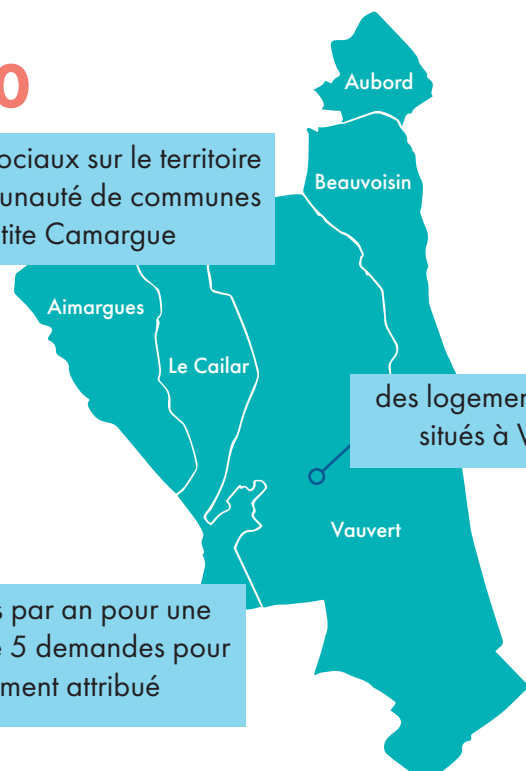 0
Aubord
ociaux sur le territoire
unauté de communes
tite Camargue
Beauvoisin
Aimargues
Le Cailar
des logemen
situés à V
Vauvert
s par an pour une
e 5 demandes pour
ment attribué